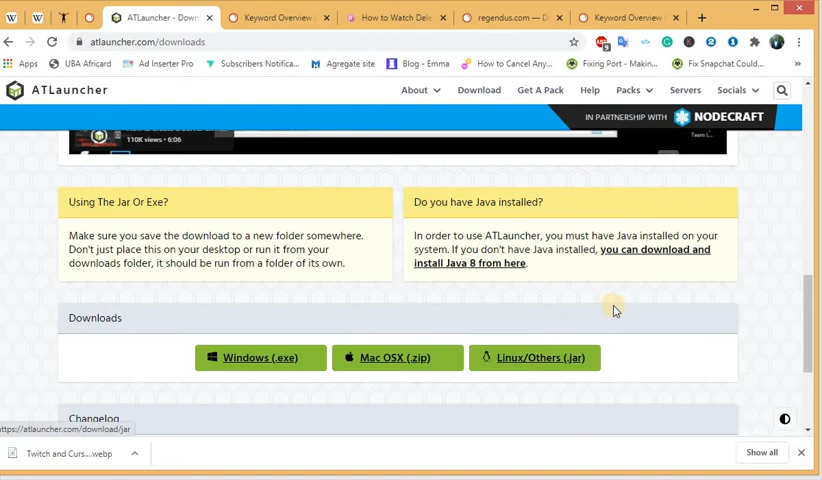 ATLauncher - Down
Keyword Overview
How to Watch Dele
regendus.com — D
Keyword Overview
atlauncher.com/downloads
Apps
UBA Africard
Ad Inserter Pro
Subscribers Notifica...
Agregate site
Blog - Emma
How to Cancel Any...
Fixing Port - Makin...
Fix Snapchat Could...
ATLauncher
About
Download
Get A Pack
Help
Packs
Servers
Socials
IN PARTNERSHIP WITH NODECRAFT
110K views • 6:06
Team L...
Using The Jar Or Exe?
Make sure you save the download to a new folder somewhere.
Don't just place this on your desktop or run it from your
downloads folder, it should be run from a folder of its own.
Do you have Java installed?
In order to use ATLauncher, you must have Java installed on your
system. If you don't have Java installed, you can download and
install Java 8 from here.
Downloads
Windows (.exe)
Mac OSX (.zip)
Linux/Others (.jar)
Changelog
https://atlauncher.com/download/jar
Twitch and Curs....webp
Show all